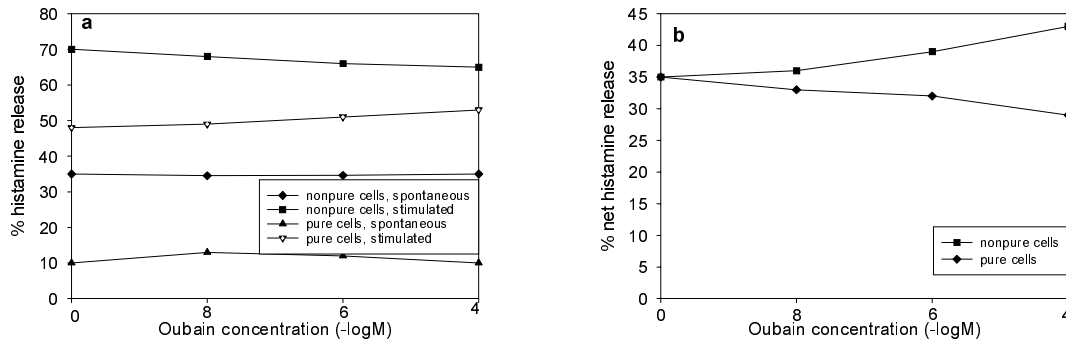 a
80
70
60
50
40
30
20
10
0
% histamine release
nonpure cells, spontaneous
nonpure cells, stimulated
pure cells, spontaneous
pure cells, stimulated
0 8 6 4
Oubain concentration (-logM)
b
45
40
35
30
25
20
15
10
5
0
% net histamine release
nonpure cells
pure cells
0 8 6 4
Oubain concentration (-logM)